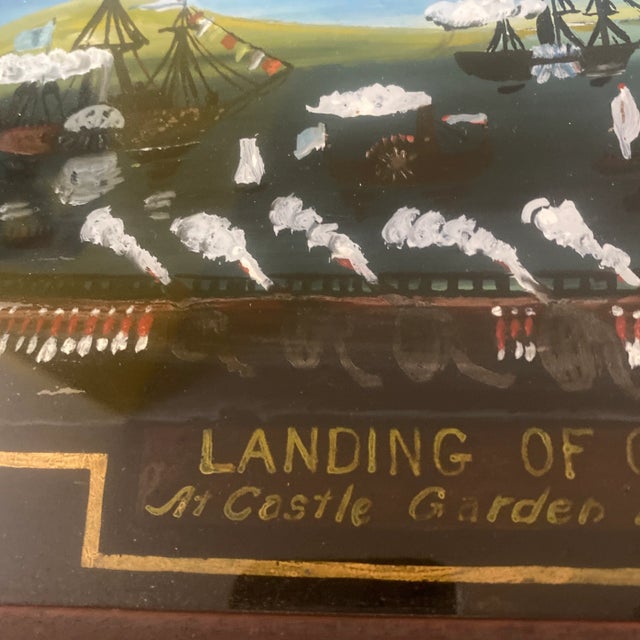 LANDING OF
At Castle Garden